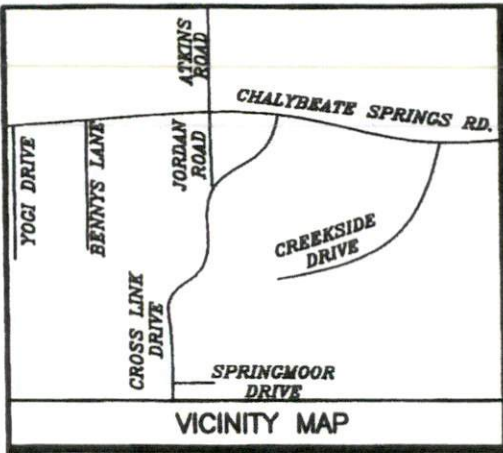 ATKINS
ROAD
CHALYBEATE SPRINGS RD.
YOGI DRIVE
BENNYS LANE
JORDAN
ROAD
CREEKSIDE
DRIVE
CROSS LINK
DRIVE
SPRINGMOOR
DRIVE
VICINITY MAP